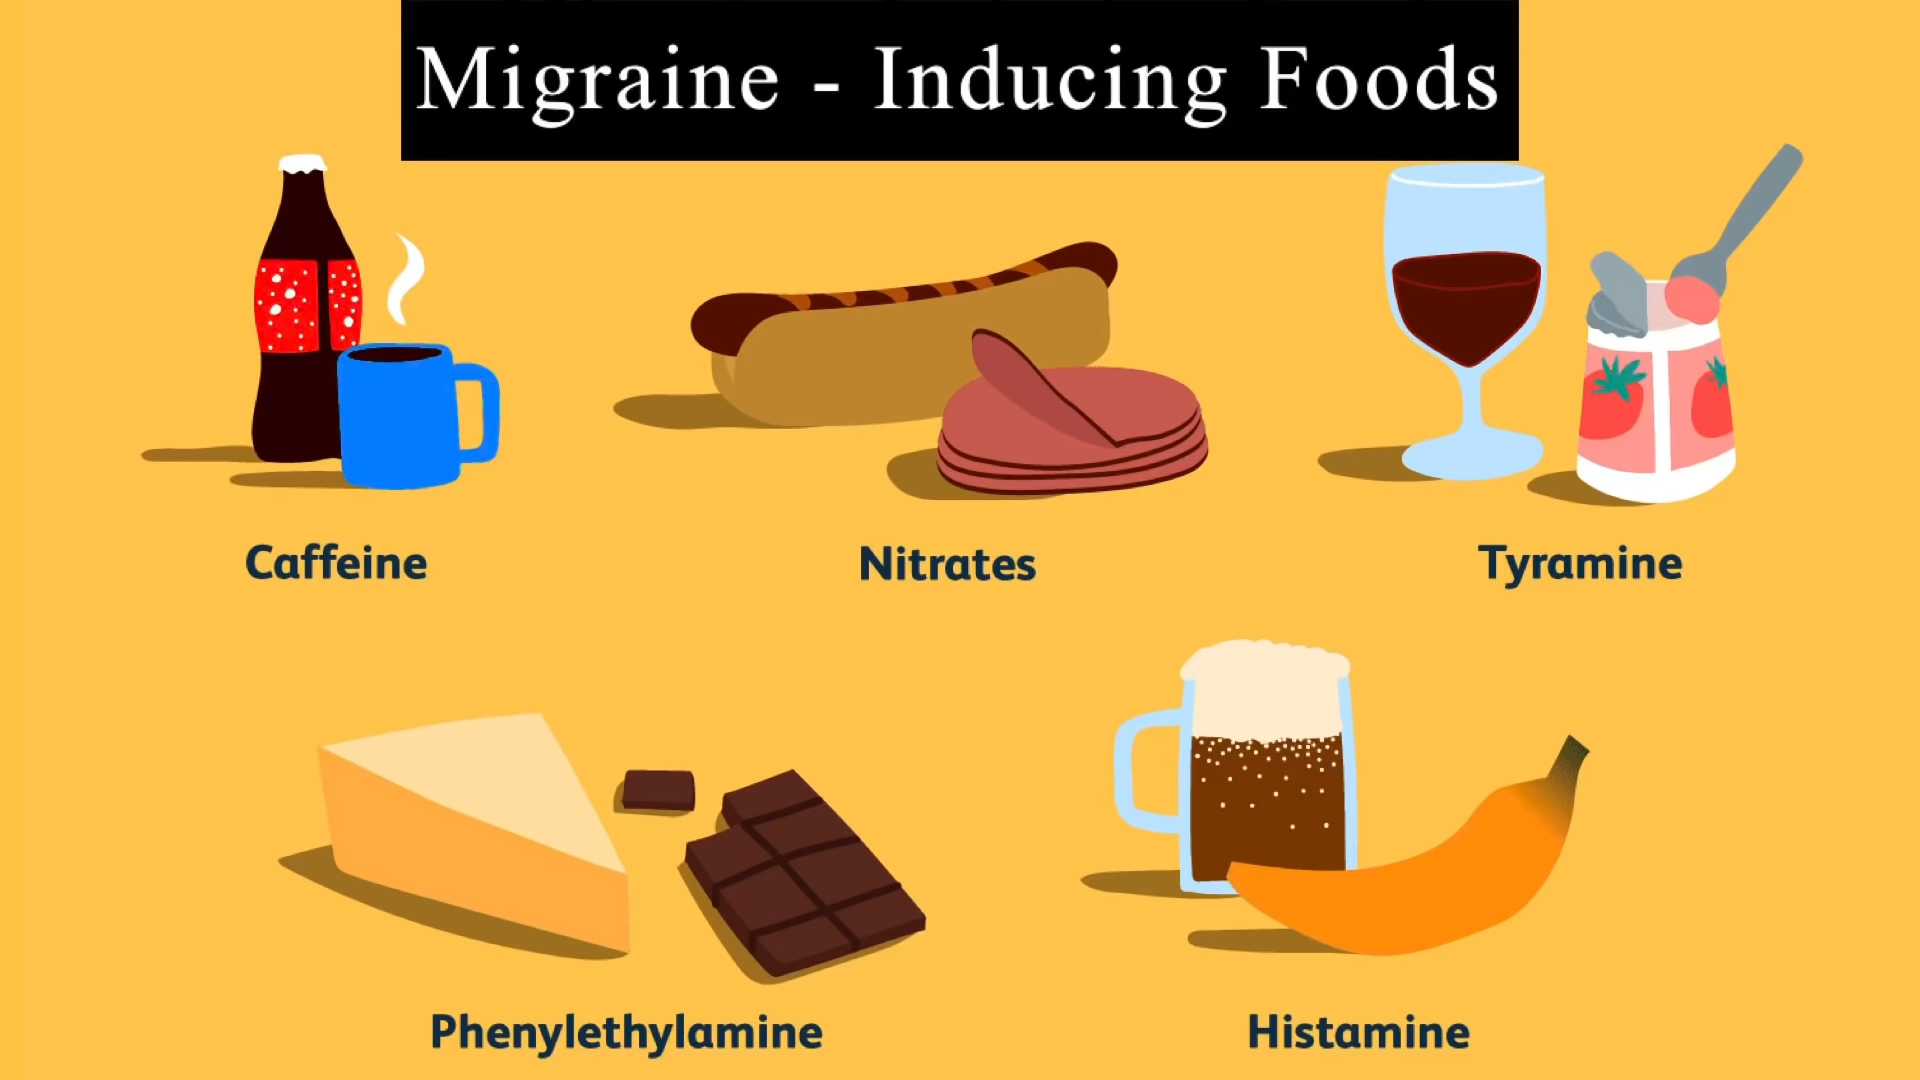 Migraine - Inducing Foods
Caffeine
Nitrates
Tyramine
Phenylethylamine
Histamine